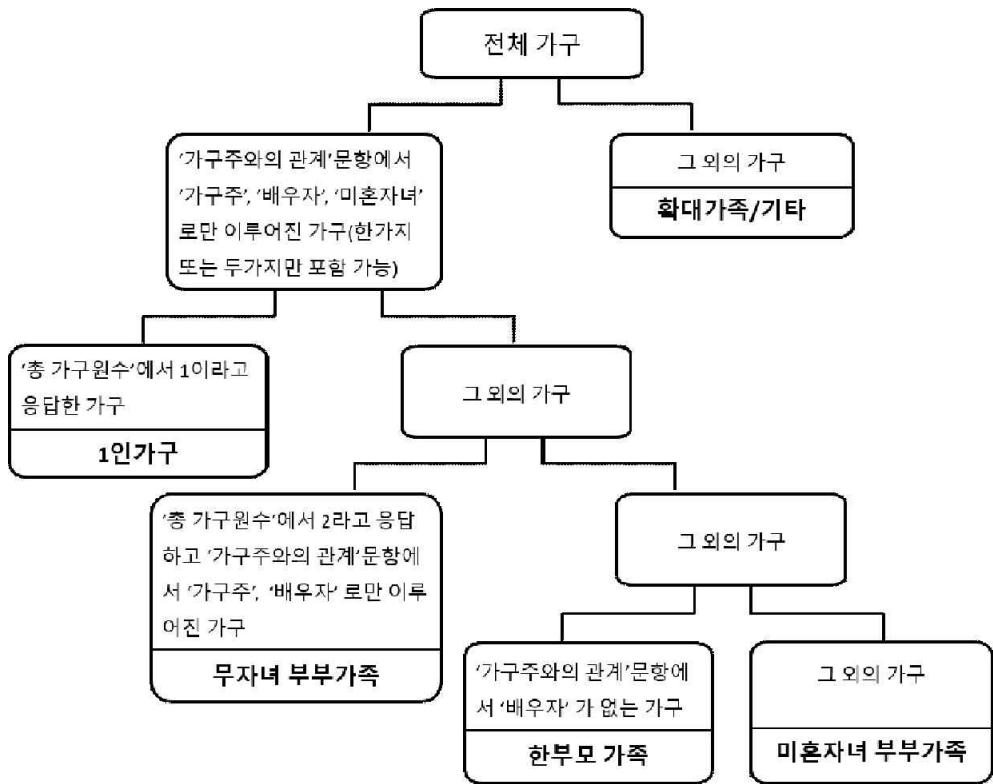 전체 가구
'가구주와의 관계'문항에서
'가구주', '배우자', '미혼자녀'
로만 이루어진 가구(한가지
또는 두가지만 포함 가능)
그 외의 가구
확대가족/기타
'총 가구원수'에서 1이라고
응답한 가구
1인가구
그 외의 가구
'총 가구원수'에서 2라고 응답
하고 '가구주와의 관계'문항에
서 '가구주', '배우자' 로만 이루
어진 가구
무자녀 부부가족
그 외의 가구
'가구주와의 관계'문항에
서 '배우자' 가 없는 가구
한부모 가족
그 외의 가구
미혼자녀 부부가족